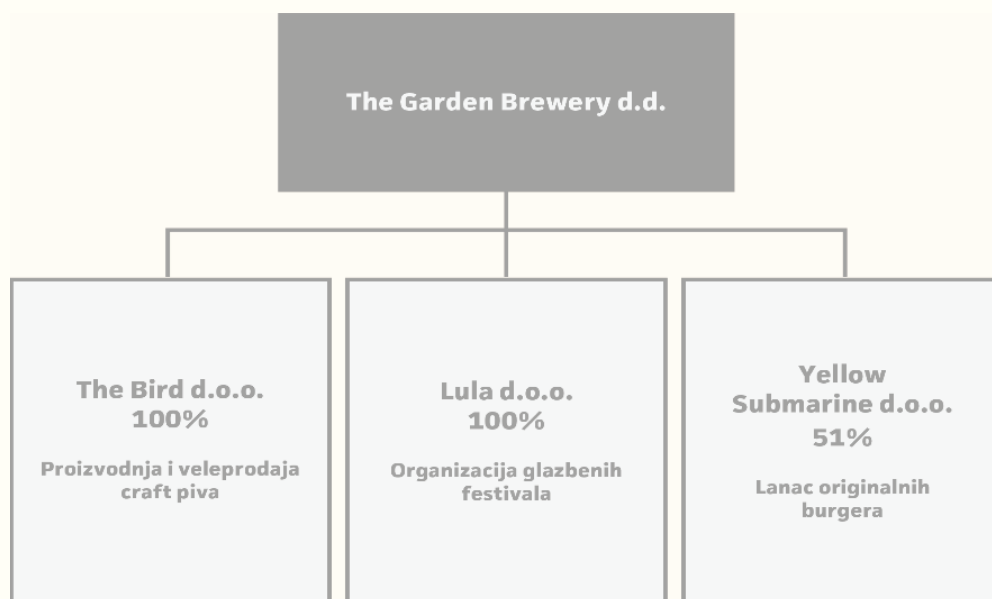 The Garden Brewery d.d.
The Bird d.o.o.
100%
Proizvodnja i veleprodaja
craft piva
Lula d.o.o.
100%
Organizacija glazbenih
festivala
Yellow
Submarine d.o.o.
51%
Lanac originalnih
burgera